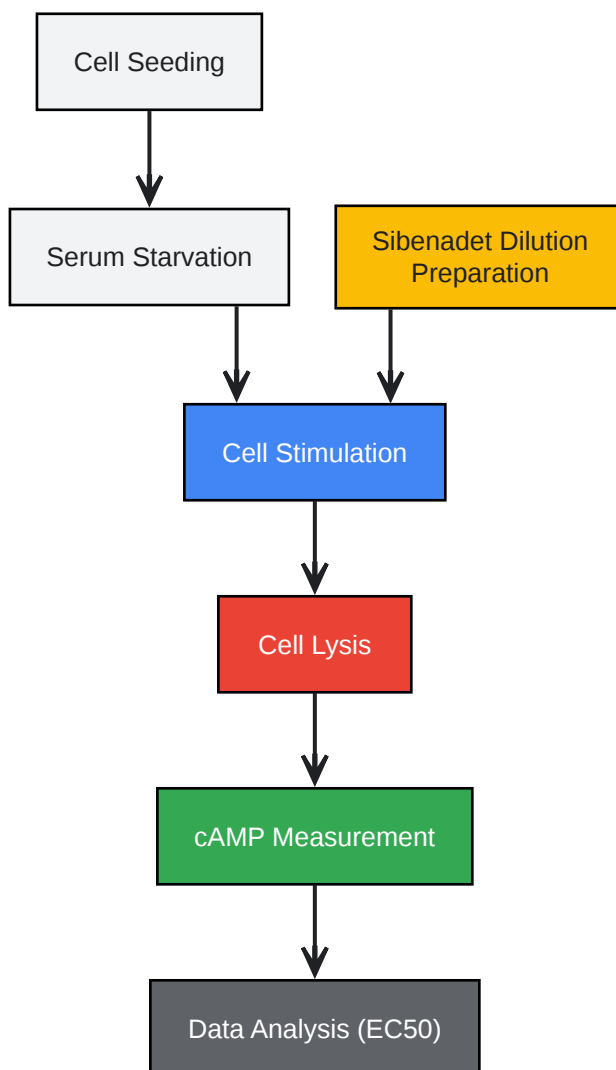 Cell Seeding
Serum Starvation
Sibenadet Dilution
Preparation
Cell Stimulation
Cell Lysis
cAMP Measurement
Data Analysis (EC50)